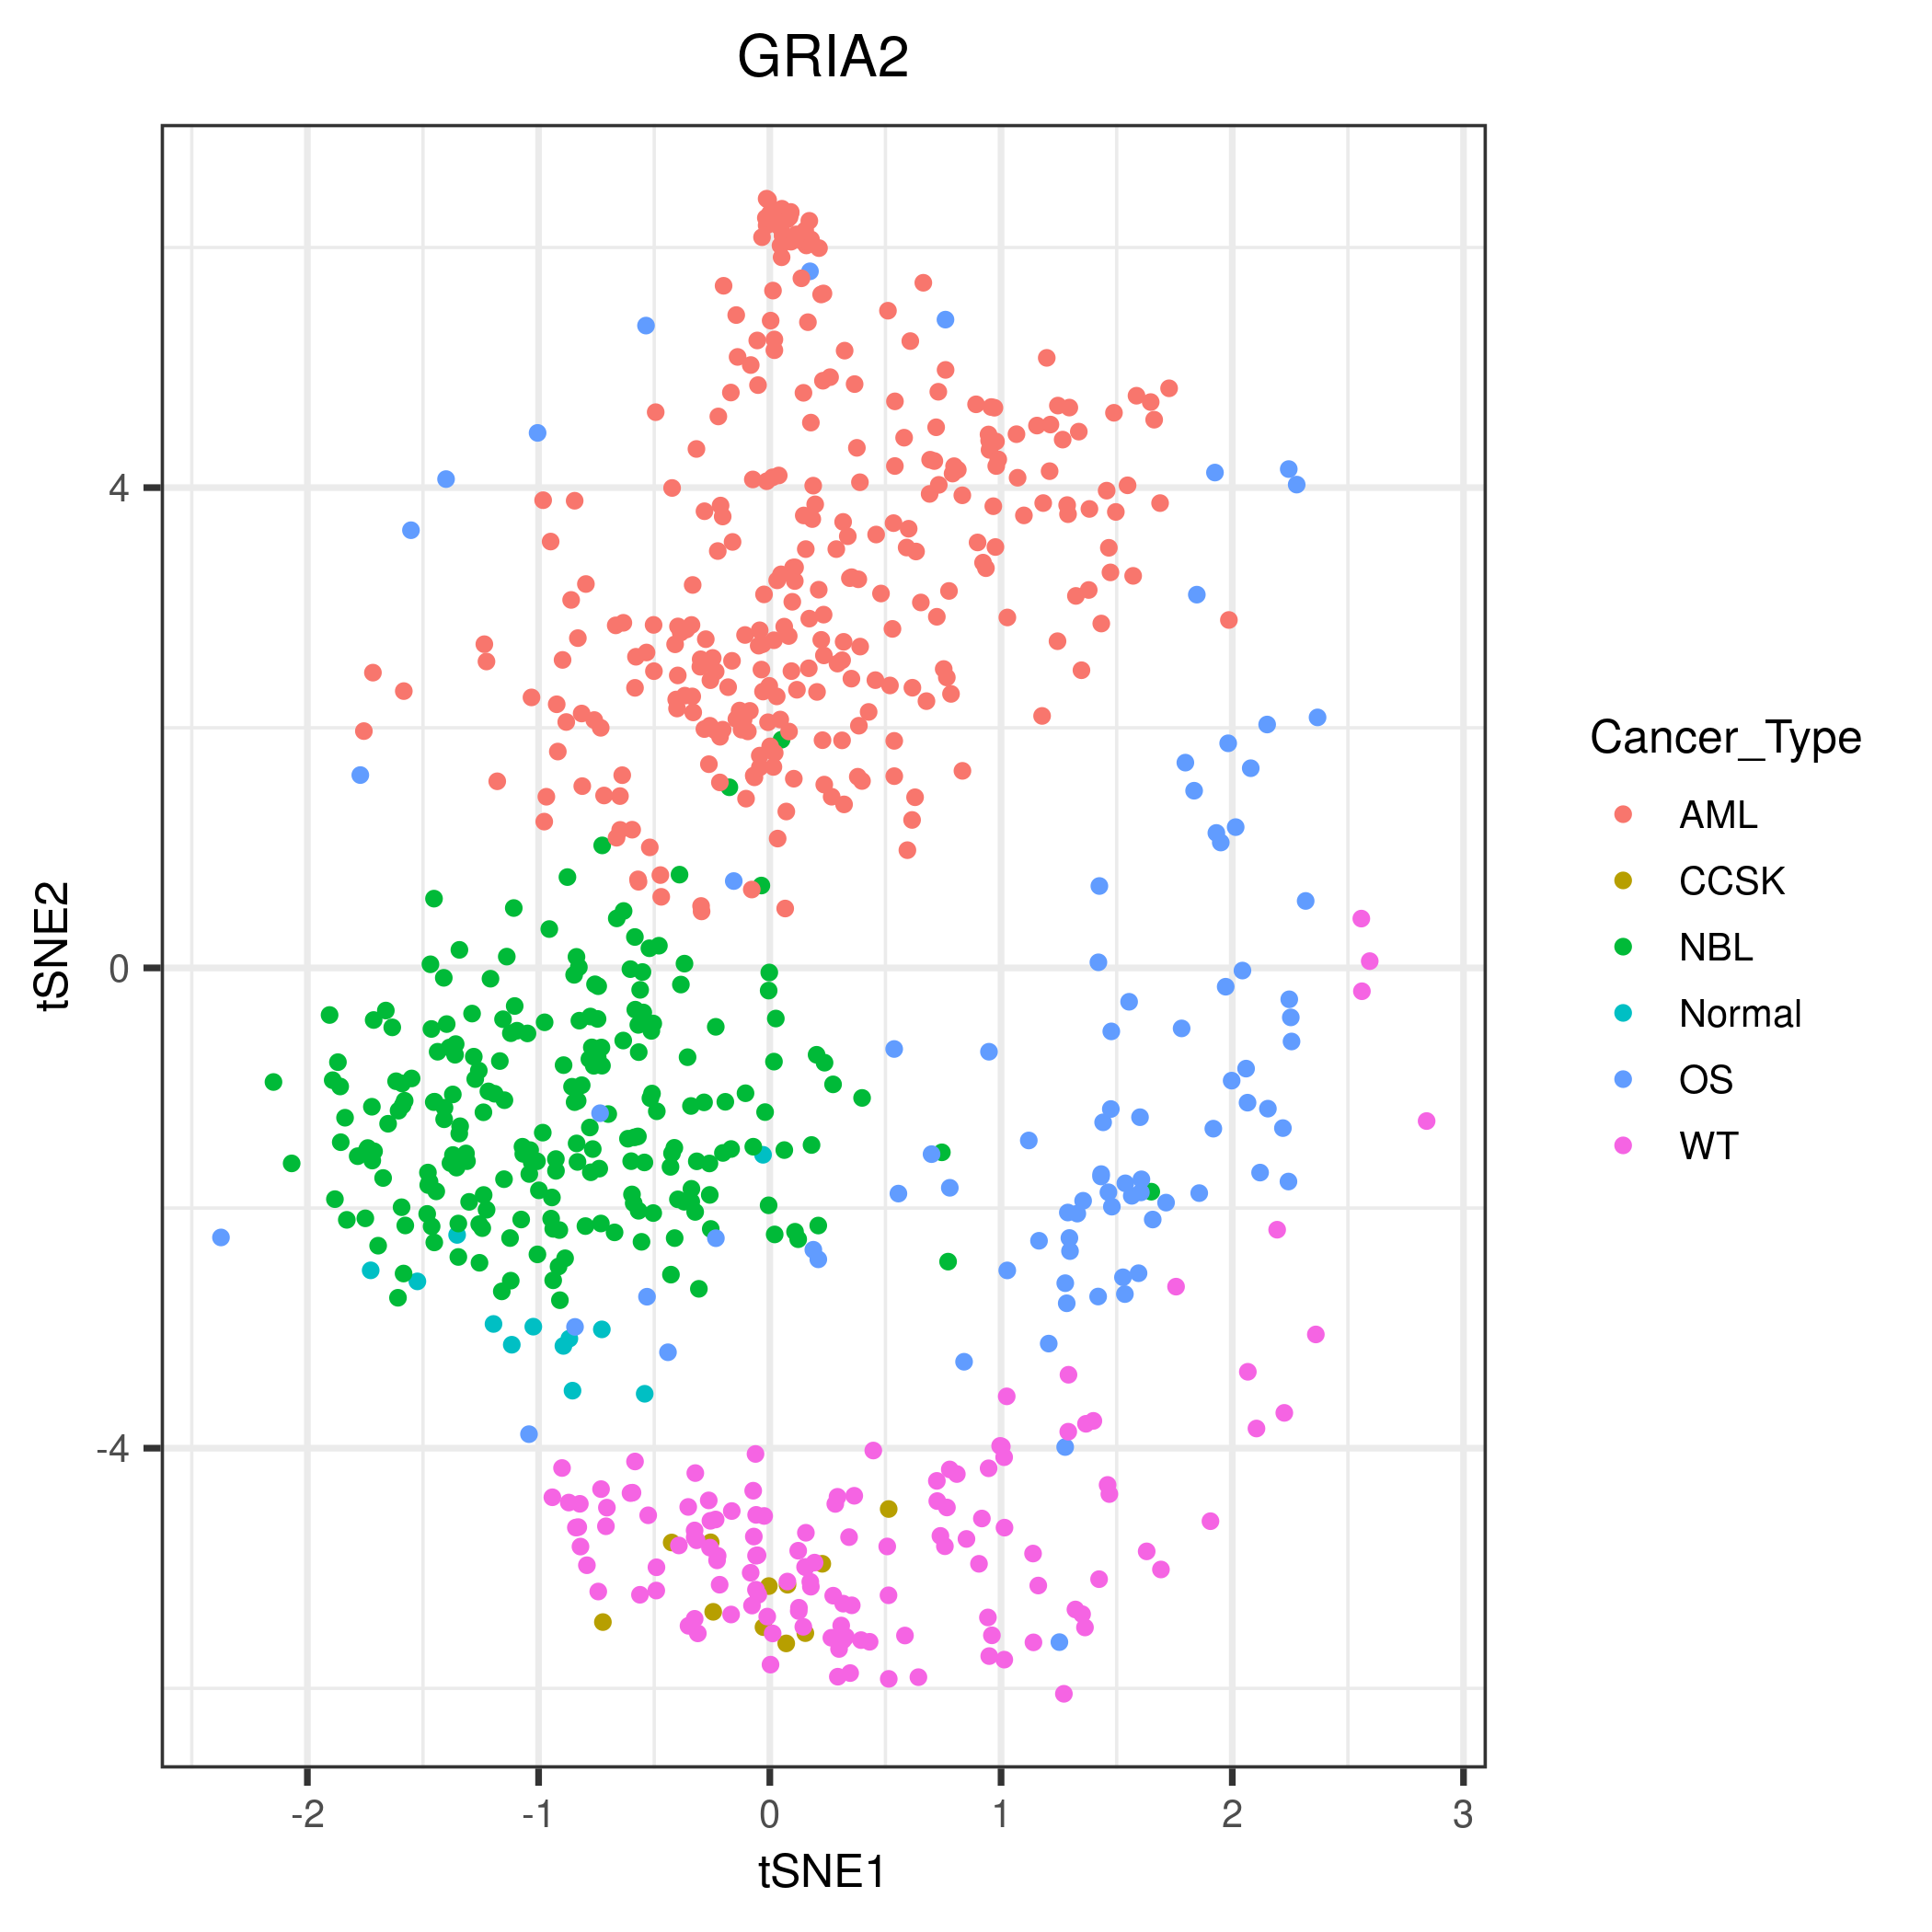 GRIA2
4
0
-4
tSNE2
-2
-1
0
1
2
3
tSNE1
Cancer_Type
AML
CCSK
NBL
Normal
OS
WT